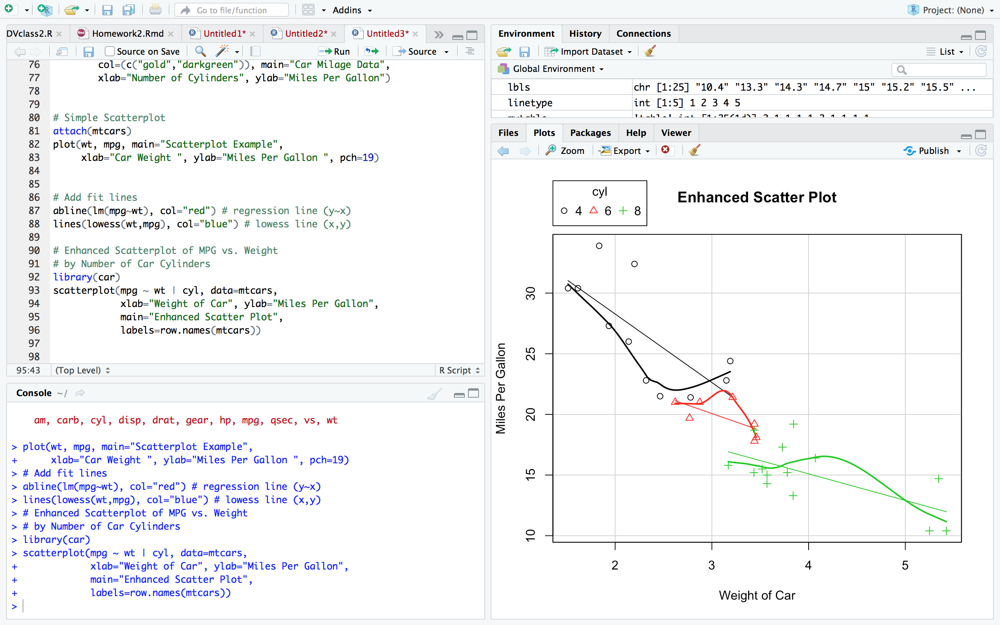 Go to file/function
Addins
Project: (None)
DVclass2.R
Homework2.Rmd
Untitled1*
Untitled2*
Untitled3*
Source on Save
Run
Source
76 col=(c("gold","darkgreen")), main="Car Milage Data",
77 xlab="Number of Cylinders", ylab="Miles Per Gallon")
78
79
80 # Simple Scatterplot
81 attach(mtcars)
82 plot(wt, mpg, main="Scatterplot Example",
83 xlab="Car Weight ", ylab="Miles Per Gallon ", pch=19)
84
85
86 # Add fit lines
87 abline(lm(mpg~wt), col="red") # regression line (y~x)
88 lines(lowess(wt,mpg), col="blue") # lowess line (x,y)
89
90 # Enhanced Scatterplot of MPG vs. Weight
91 # by Number of Car Cylinders
92 library(car)
93 scatterplot(mpg ~ wt | cyl, data=mtcars,
94 xlab="Weight of Car", ylab="Miles Per Gallon",
95 main="Enhanced Scatter Plot",
96 labels=row.names(mtcars))
97
98
95:43 (Top Level) R Script
Console ~/
am, carb, cyl, disp, drat, gear, hp, mpg, qsec, vs, wt
> plot(wt, mpg, main="Scatterplot Example",
+ xlab="Car Weight ", ylab="Miles Per Gallon ", pch=19)
> # Add fit lines
> abline(lm(mpg~wt), col="red") # regression line (y~x)
> lines(lowess(wt,mpg), col="blue") # lowess line (x,y)
> # Enhanced Scatterplot of MPG vs. Weight
> # by Number of Car Cylinders
> library(car)
> scatterplot(mpg ~ wt | cyl, data=mtcars,
+ xlab="Weight of Car", ylab="Miles Per Gallon",
+ main="Enhanced Scatter Plot",
+ labels=row.names(mtcars))
>
Environment History Connections
Import Dataset
List
Global Environment
lbls chr [1:25] "10.4" "13.3" "14.3" "14.7" "15" "15.2" "15.5" ...
linetype int [1:5] 1 2 3 4 5
Files Plots Packages Help Viewer
Zoom Export Publish
cyl
4 6 8
Enhanced Scatter Plot
Miles Per Gallon
30
25
20
15
10
2 3 4 5
Weight of Car